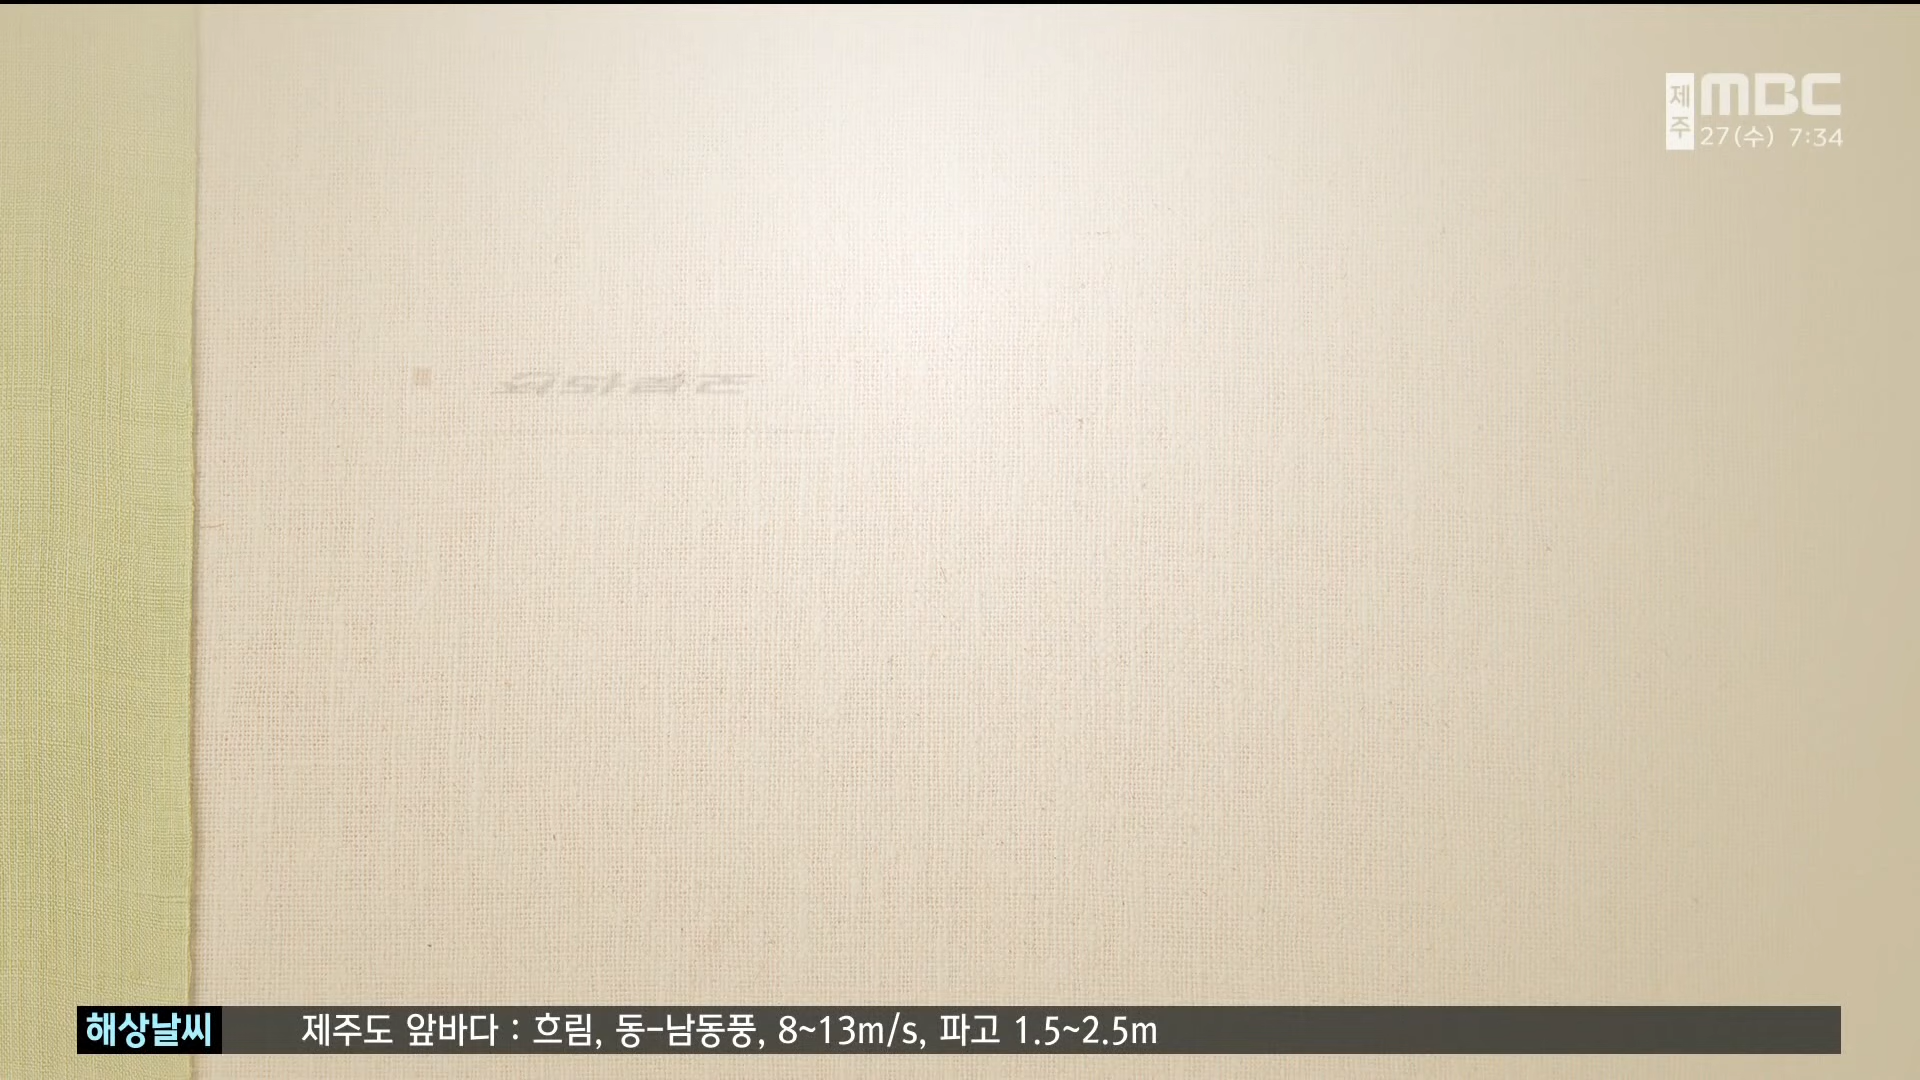 제주 MBC
27(수) 7:34
해상날씨 제주도 앞바다 : 흐림, 동-남동풍, 8~13m/s, 파고 1.5~2.5m